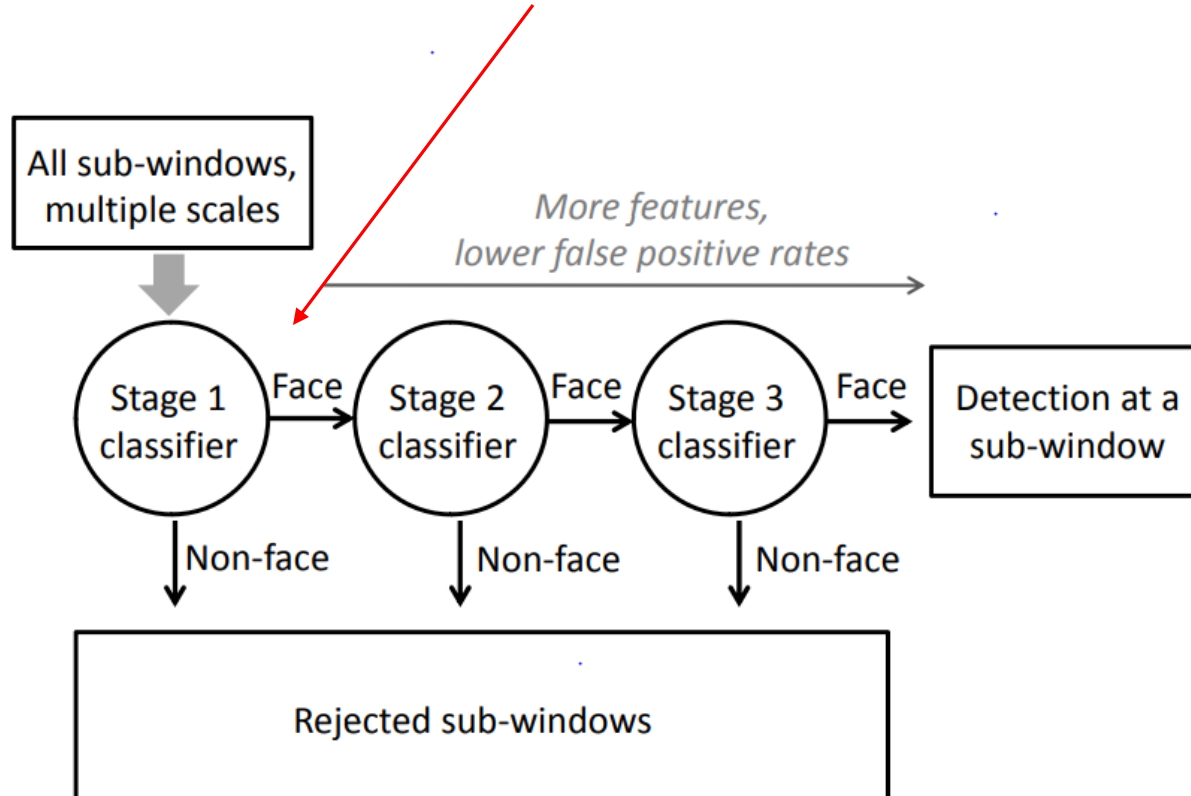 All sub-windows,
multiple scales
More features,
lower false positive rates
Stage 1
classifier
Face
Stage 2
classifier
Face
Stage 3
classifier
Face
Detection at a
sub-window
Non-face
Non-face
Non-face
Rejected sub-windows